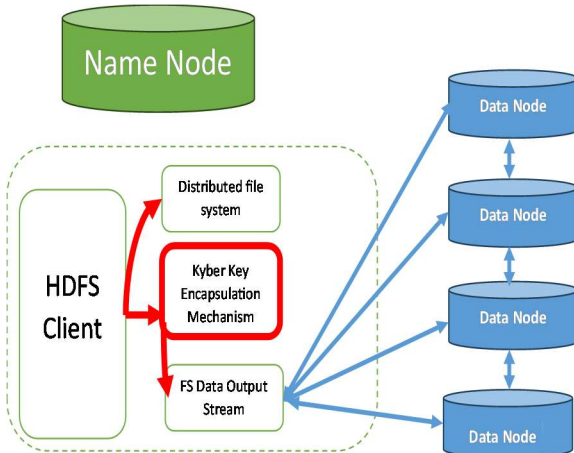 Name Node
Data Node
Data Node
Data Node
Data Node
HDFS
Client
Distributed file
system
Kyber Key
Encapsulation
Mechanism
FS Data Output
Stream